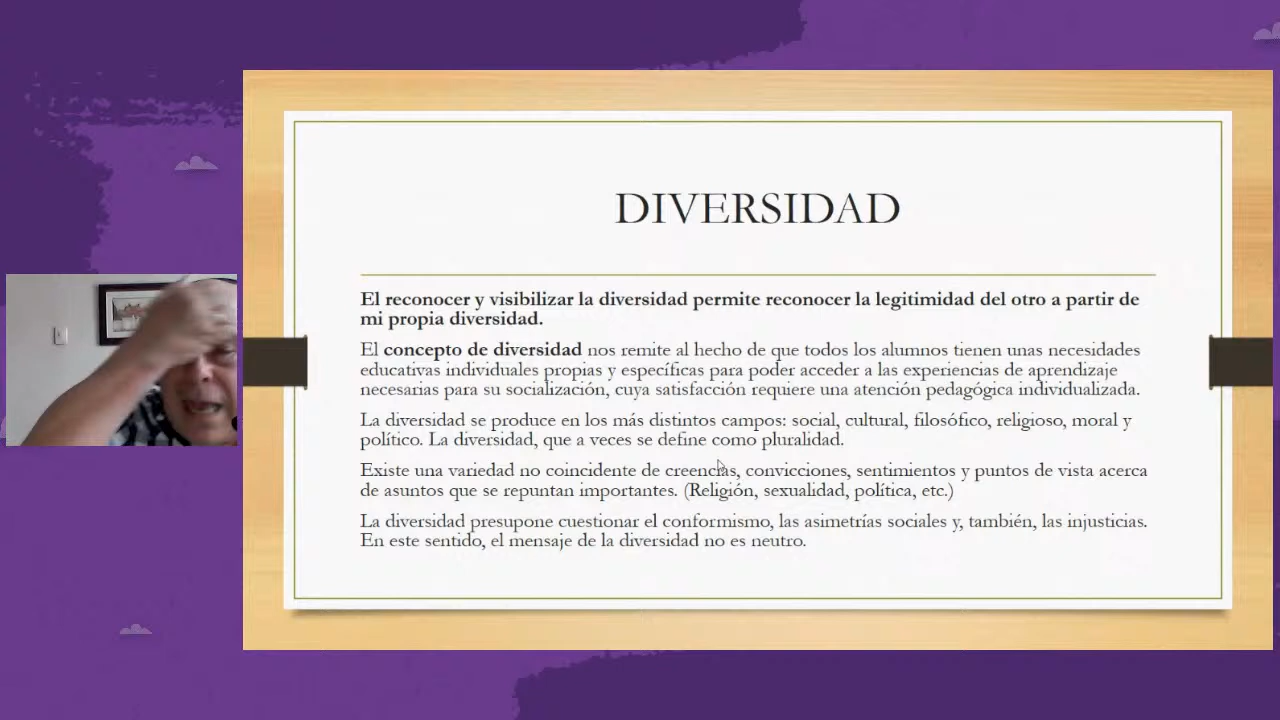 DIVERSIDAD
El reconocer y visibilizar la diversidad permite reconocer la legitimidad del otro a partir de
mi propia diversidad.
El concepto de diversidad nos remite al hecho de que todos los alumnos tienen unas necesidades
educativas individuales propias y específicas para poder acceder a las experiencias de aprendizaje
necesarias para su socialización, cuya satisfacción requiere una atención pedagógica individualizada.
La diversidad se produce en los más distintos campos: social, cultural, filosófico, religioso, moral y
político. La diversidad, que a veces se define como pluralidad.
Existe una variedad no coincidente de creencias, convicciones, sentimientos y puntos de vista acerca
de asuntos que se repuntan importantes. (Religión, sexualidad, política, etc.)
La diversidad presupone cuestionar el conformismo, las asimetrías sociales y, también, las injusticias.
En este sentido, el mensaje de la diversidad no es neutro.